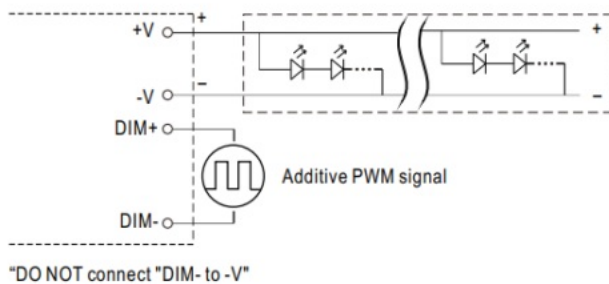 +V
+
+
-V
−
−
DIM+
Additive PWM signal
DIM-
"DO NOT connect "DIM- to -V"